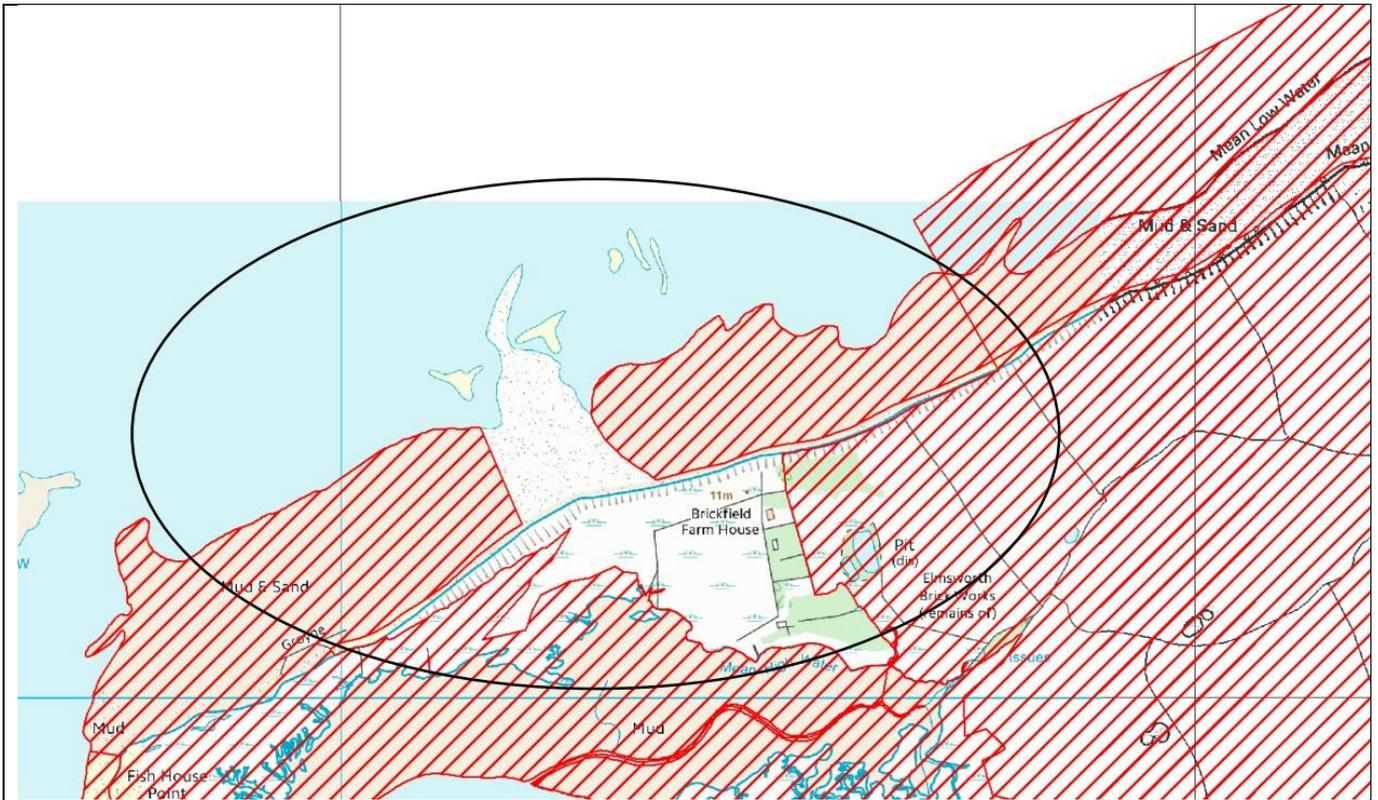 Mean Low Water
Mean
Mud & Sand
11m
Brickfield
Farm House
Pit
(dis)
Elmsworth
Brick Works
(remains of)
W
Mud & Sand
Groyne
Issues
Mean High Water
Mud
Mud
Fish House
Point